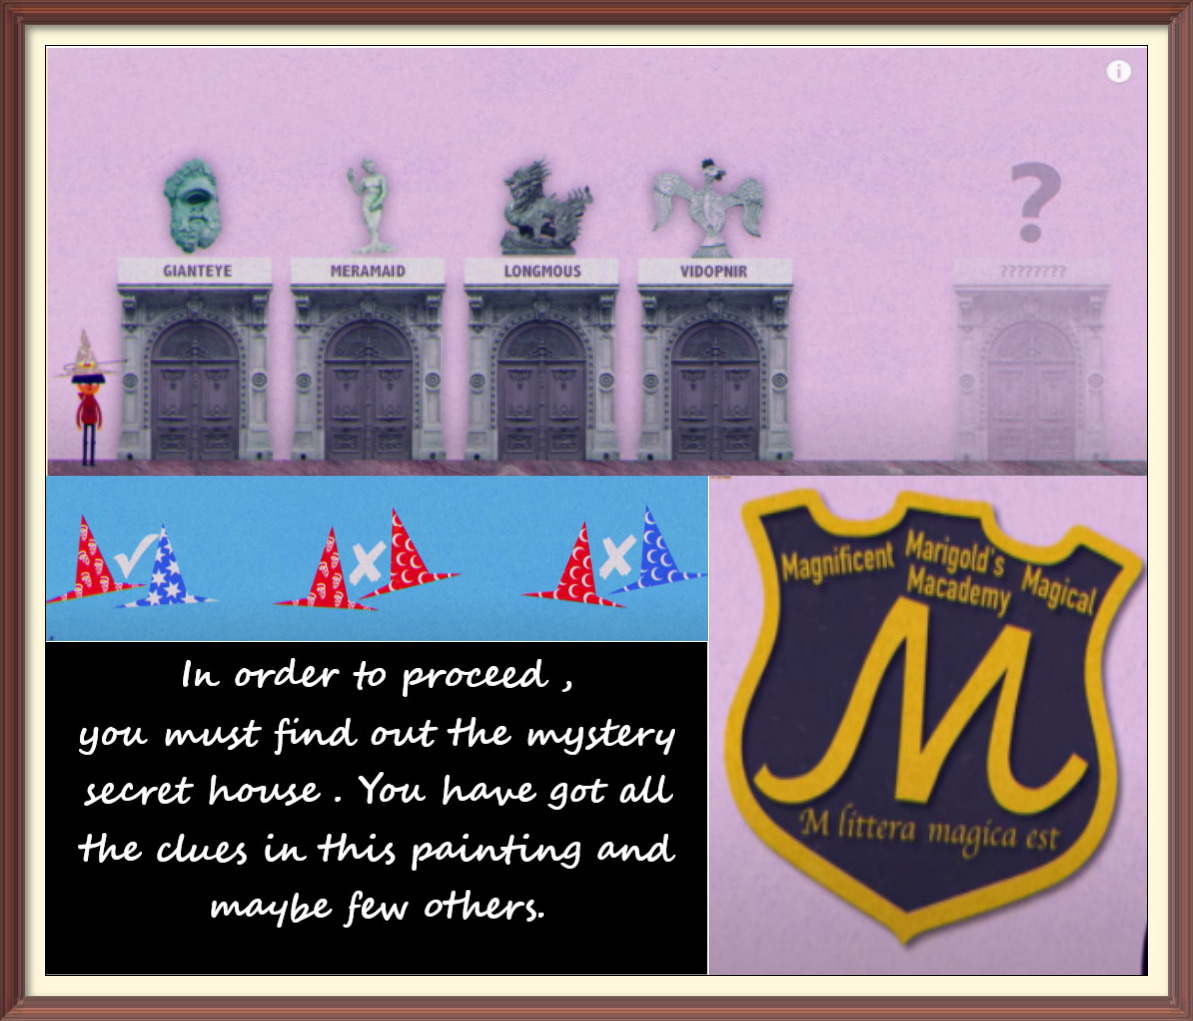 i
?
GIANTEYE
MERAMAID
LONGMOUS
VIDOPNIR
????????
In order to proceed ,
you must find out the mystery
secret house . You have got all
the clues in this painting and
maybe few others.
Magnificent Marigold's Magical
Macademy
M
M littera magica est